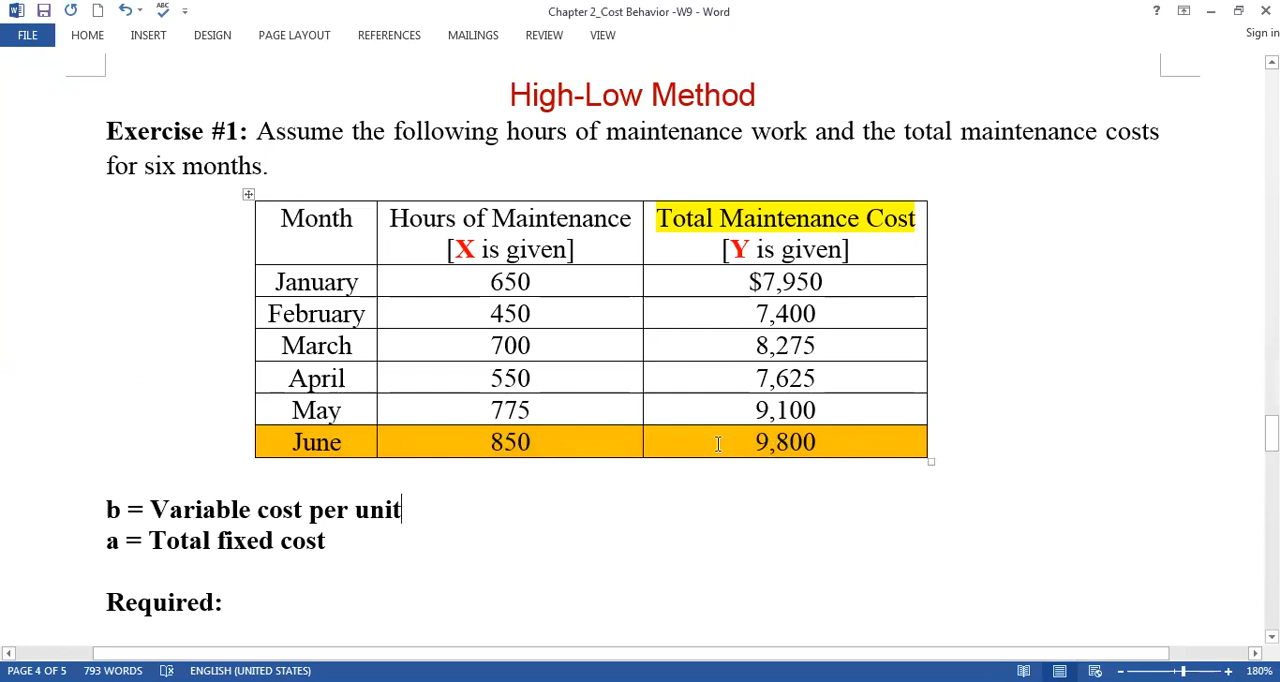 Chapter 2_Cost Behavior -W9 - Word
FILE HOME INSERT DESIGN PAGE LAYOUT REFERENCES MAILINGS REVIEW VIEW Sign in
High-Low Method
Exercise #1: Assume the following hours of maintenance work and the total maintenance costs
for six months.
Month Hours of Maintenance Total Maintenance Cost
[X is given] [Y is given]
January 650 $7,950
February 450 7,400
March 700 8,275
April 550 7,625
May 775 9,100
June 850 9,800
b = Variable cost per unit
a = Total fixed cost
Required:
PAGE 4 OF 5 793 WORDS ENGLISH (UNITED STATES) 180%